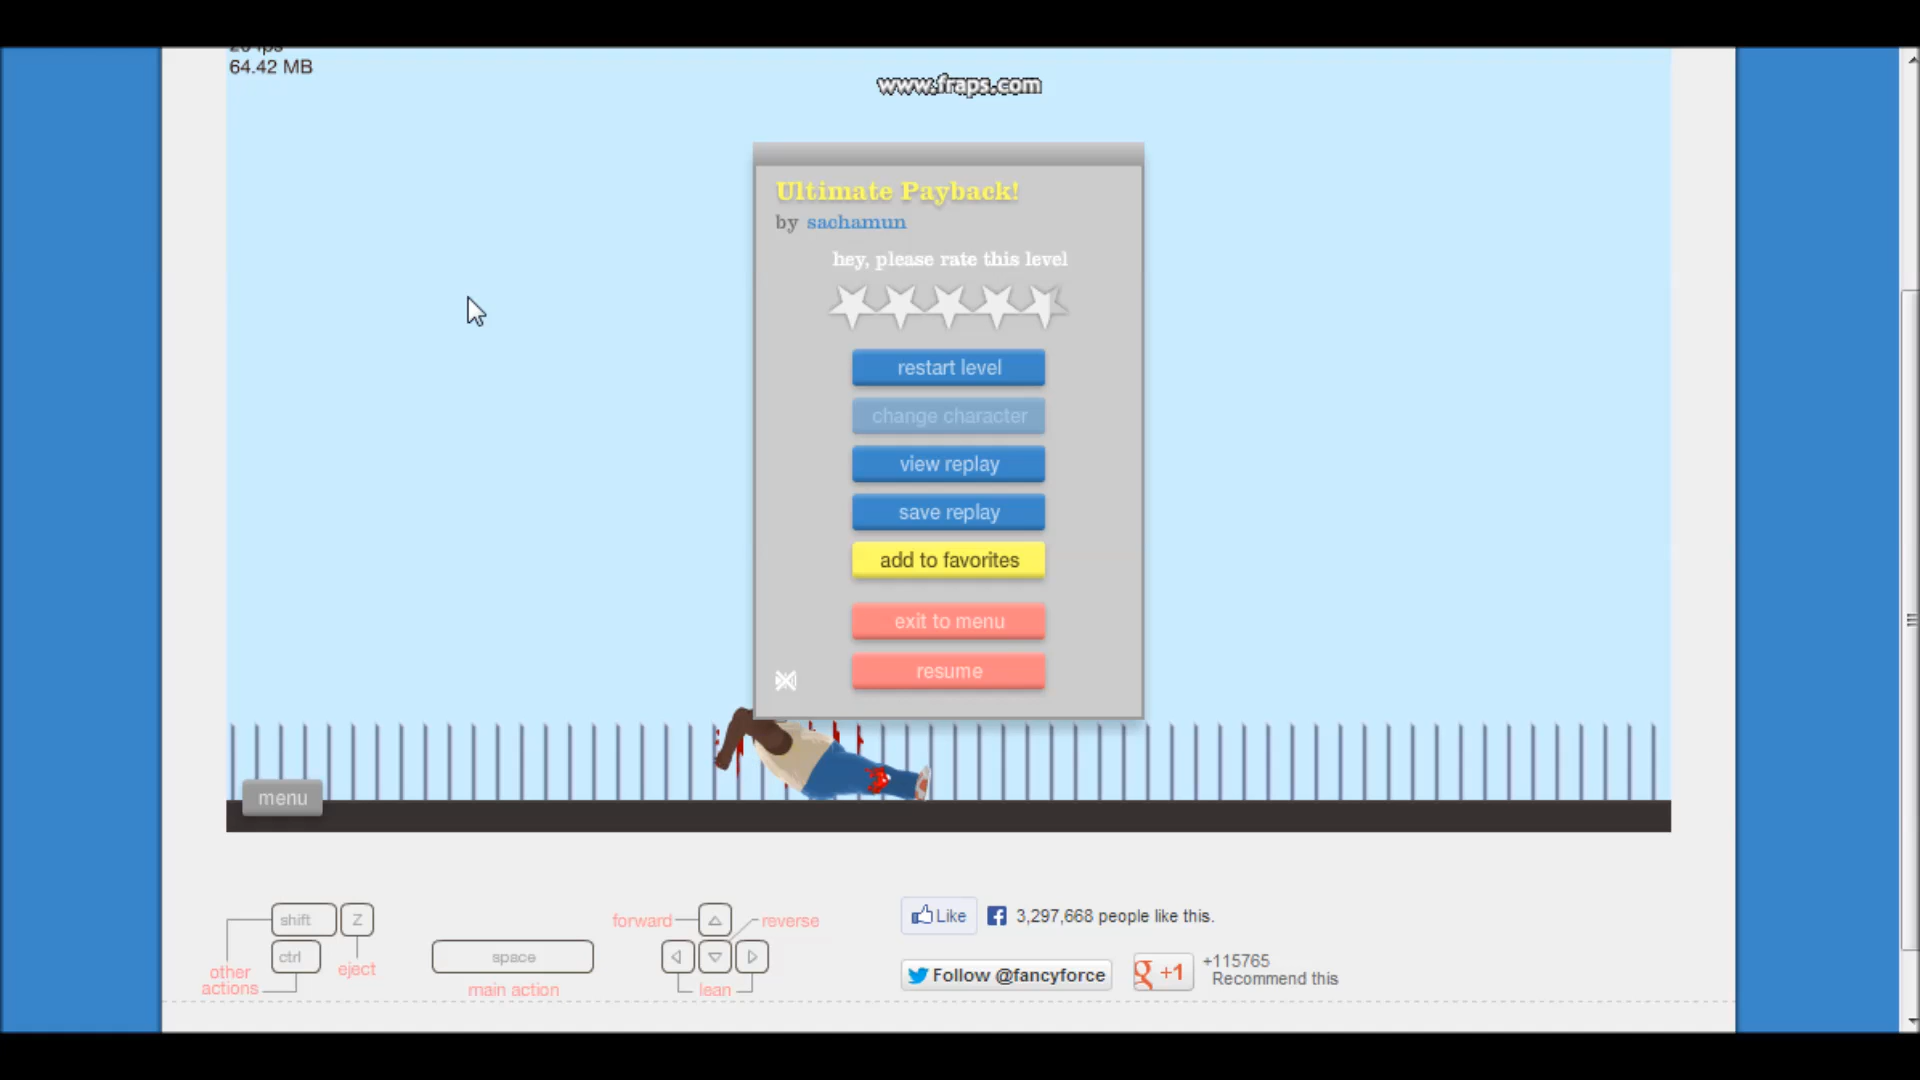 64.42 MB
www.fraps.com
Ultimate Payback!
by sachamun
hey, please rate this level
restart level
change character
view replay
save replay
add to favorites
exit to menu
resume
menu
shift
Z
ctrl
other
actions
eject
space
main action
forward
reverse
lean
Like
3,297,668 people like this.
Follow @fancyforce
+1
+115765
Recommend this